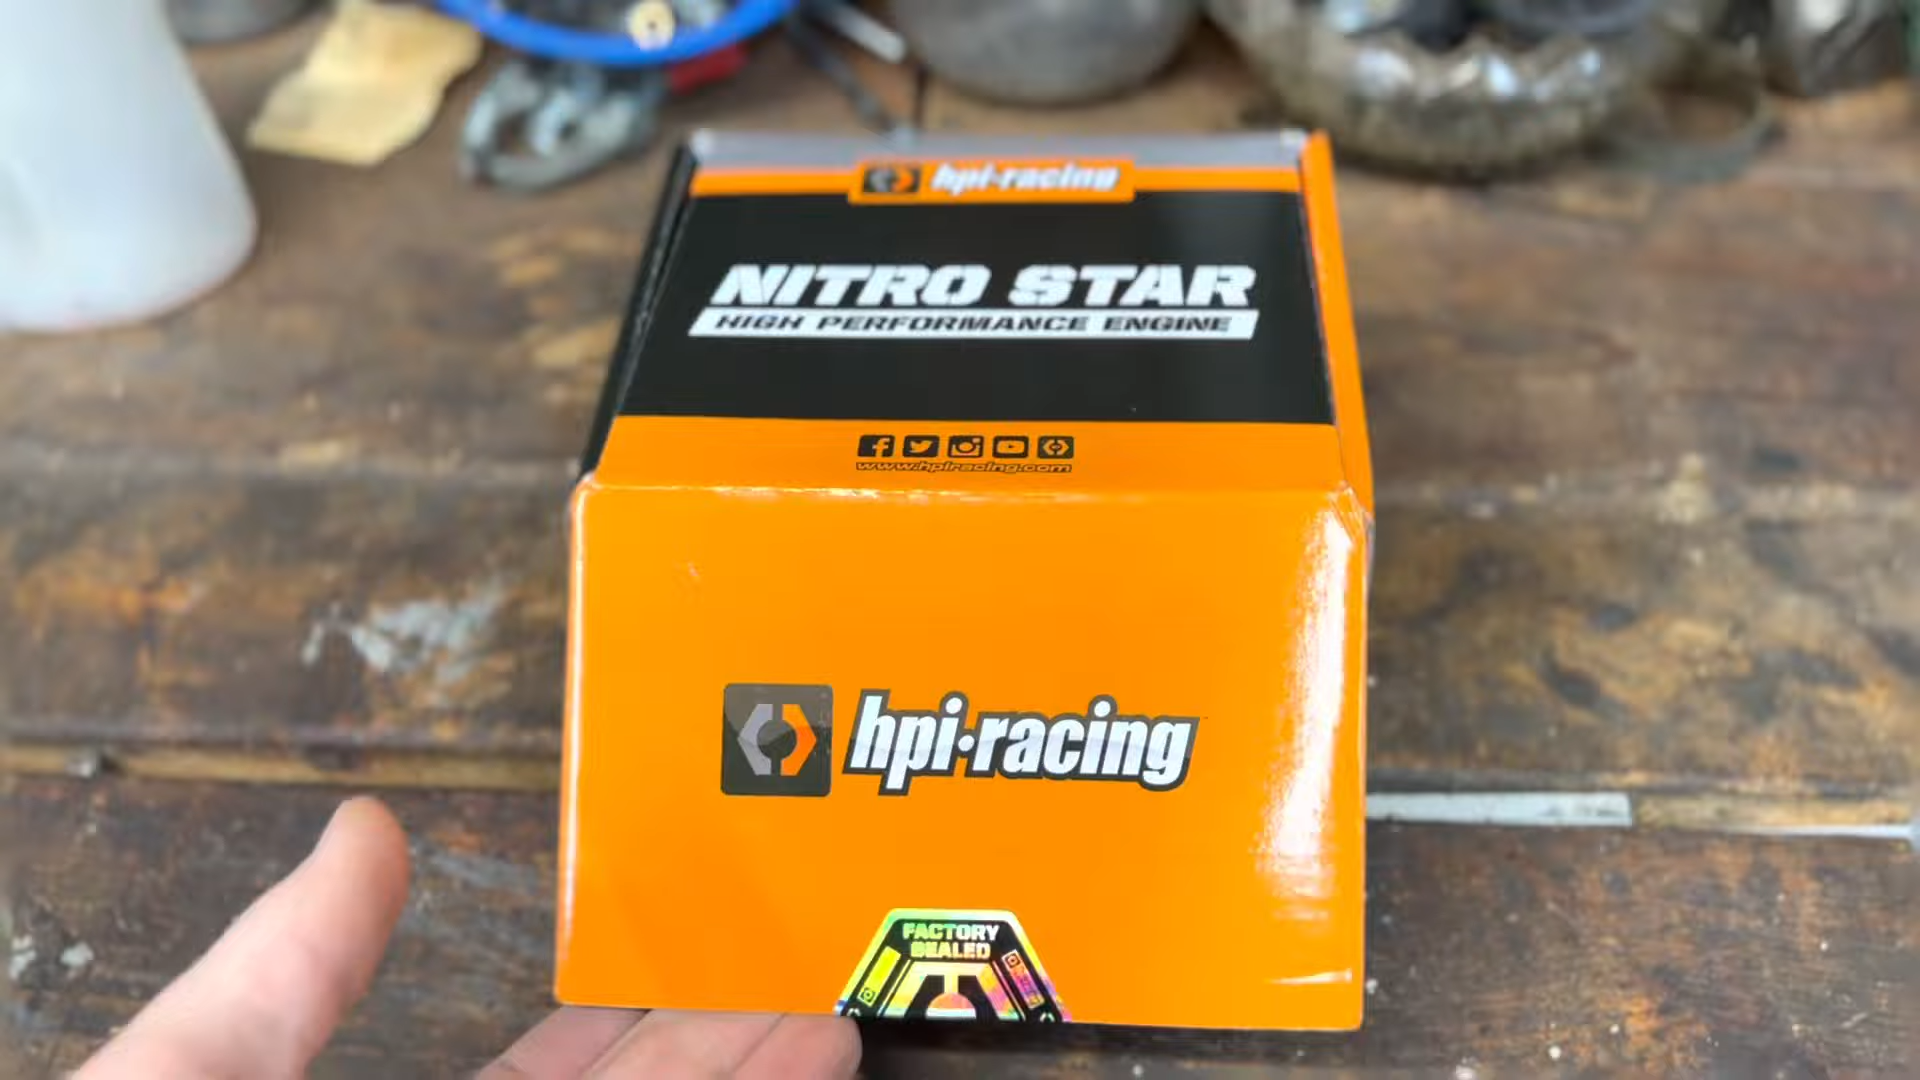 hpi·racing
NITRO STAR
HIGH PERFORMANCE ENGINE
www.hpiracing.com
hpi·racing
FACTORY
SEALED